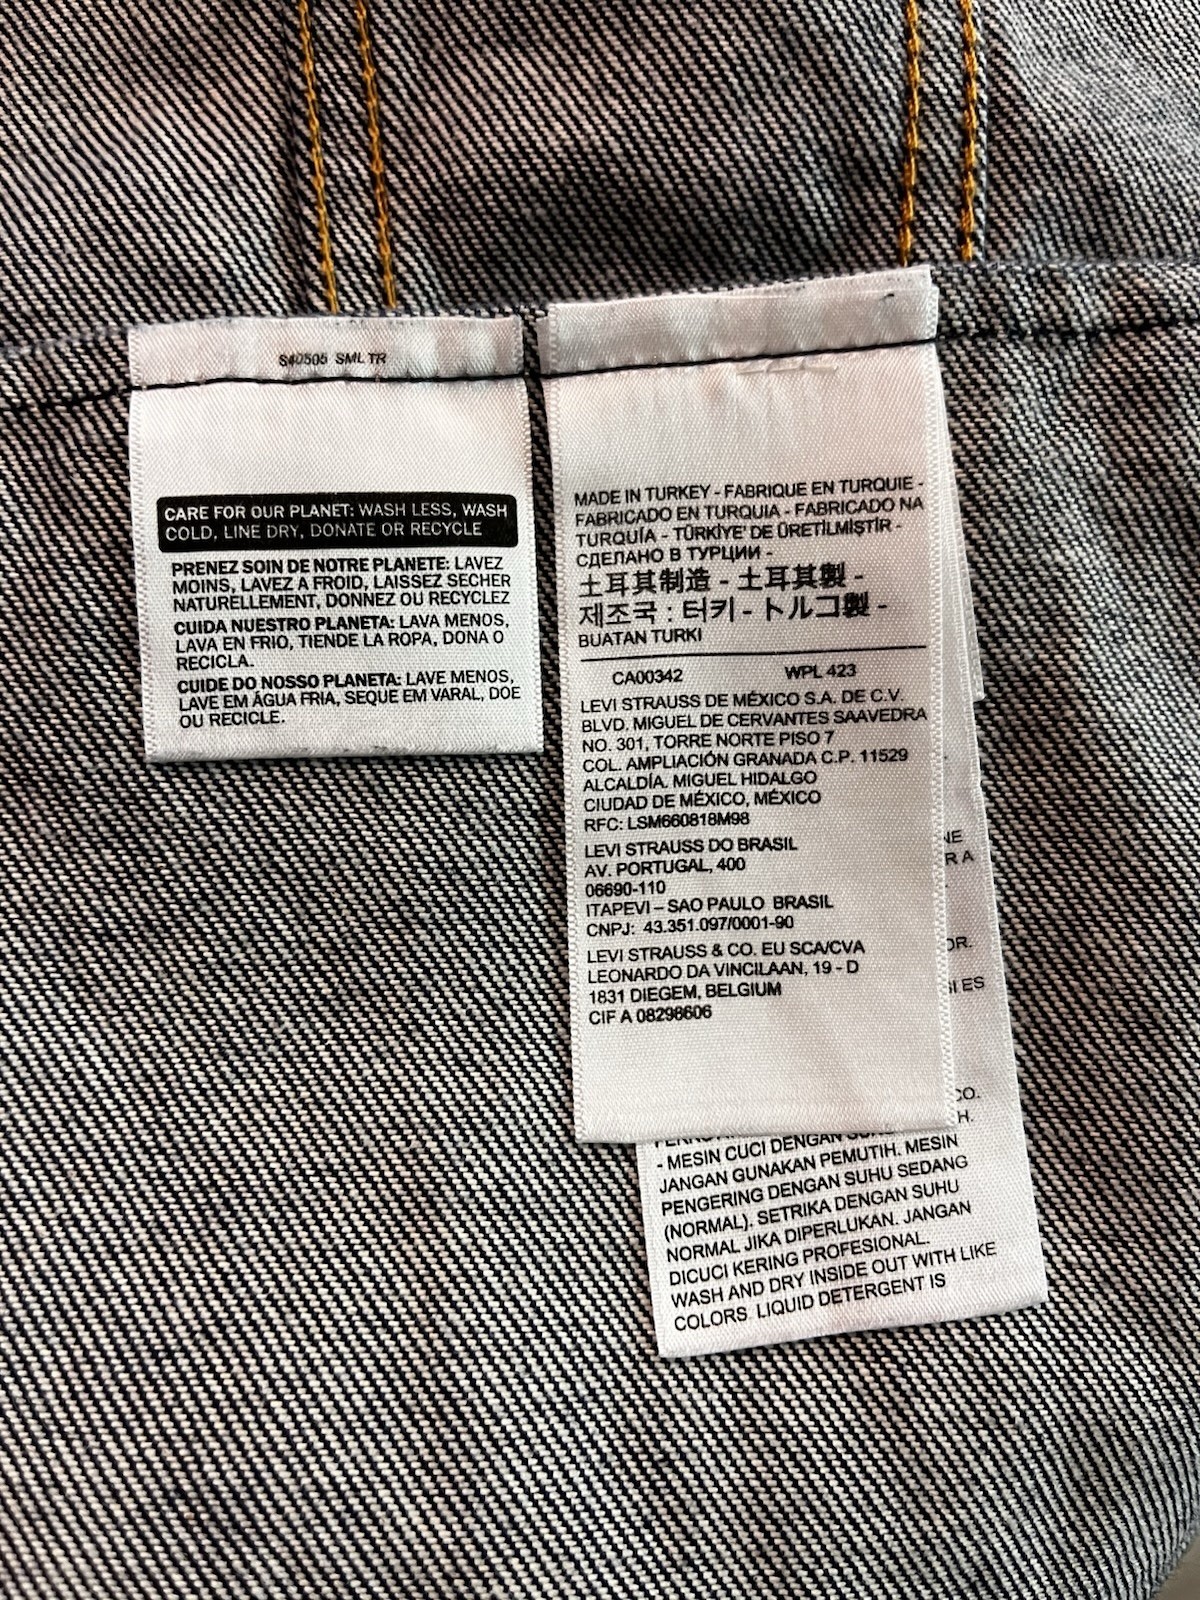 S40505 SML TR
CARE FOR OUR PLANET: WASH LESS, WASH
COLD, LINE DRY, DONATE OR RECYCLE
PRENEZ SOIN DE NOTRE PLANETE: LAVEZ
MOINS, LAVEZ A FROID, LAISSEZ SECHER
NATURELLEMENT, DONNEZ OU RECYCLEZ
CUIDA NUESTRO PLANETA: LAVA MENOS,
LAVA EN FRIO, TIENDE LA ROPA, DONA O
RECICLA.
CUIDE DO NOSSO PLANETA: LAVE MENOS,
LAVE EM ÁGUA FRIA, SEQUE EM VARAL, DOE
OU RECICLE.
MADE IN TURKEY - FABRIQUE EN TURQUIE -
FABRICADO EN TURQUIA - FABRICADO NA
TURQUÍA - TÜRKİYE' DE ÜRETİLMİŞTİR -
СДЕЛАНО В ТУРЦИИ -
土耳其制造 - 土耳其製 -
제조국 : 터키 - トルコ製 -
BUATAN TURKI
CA00342 WPL 423
LEVI STRAUSS DE MÉXICO S.A. DE C.V.
BLVD. MIGUEL DE CERVANTES SAAVEDRA
NO. 301, TORRE NORTE PISO 7
COL. AMPLIACIÓN GRANADA C.P. 11529
ALCALDÍA. MIGUEL HIDALGO
CIUDAD DE MÉXICO, MÉXICO
RFC: LSM660818M98
LEVI STRAUSS DO BRASIL
AV. PORTUGAL, 400
06690-110
ITAPEVI – SAO PAULO BRASIL
CNPJ: 43.351.097/0001-90
LEVI STRAUSS & CO. EU SCA/CVA
LEONARDO DA VINCILAAN, 19 - D
1831 DIEGEM, BELGIUM
CIF A 08298606
- MESIN CUCI DENGAN
JANGAN GUNAKAN PEMUTIH. MESIN
PENGERING DENGAN SUHU SEDANG
(NORMAL). SETRIKA DENGAN SUHU
NORMAL JIKA DIPERLUKAN. JANGAN
DICUCI KERING PROFESIONAL.
WASH AND DRY INSIDE OUT WITH LIKE
COLORS LIQUID DETERGENT IS